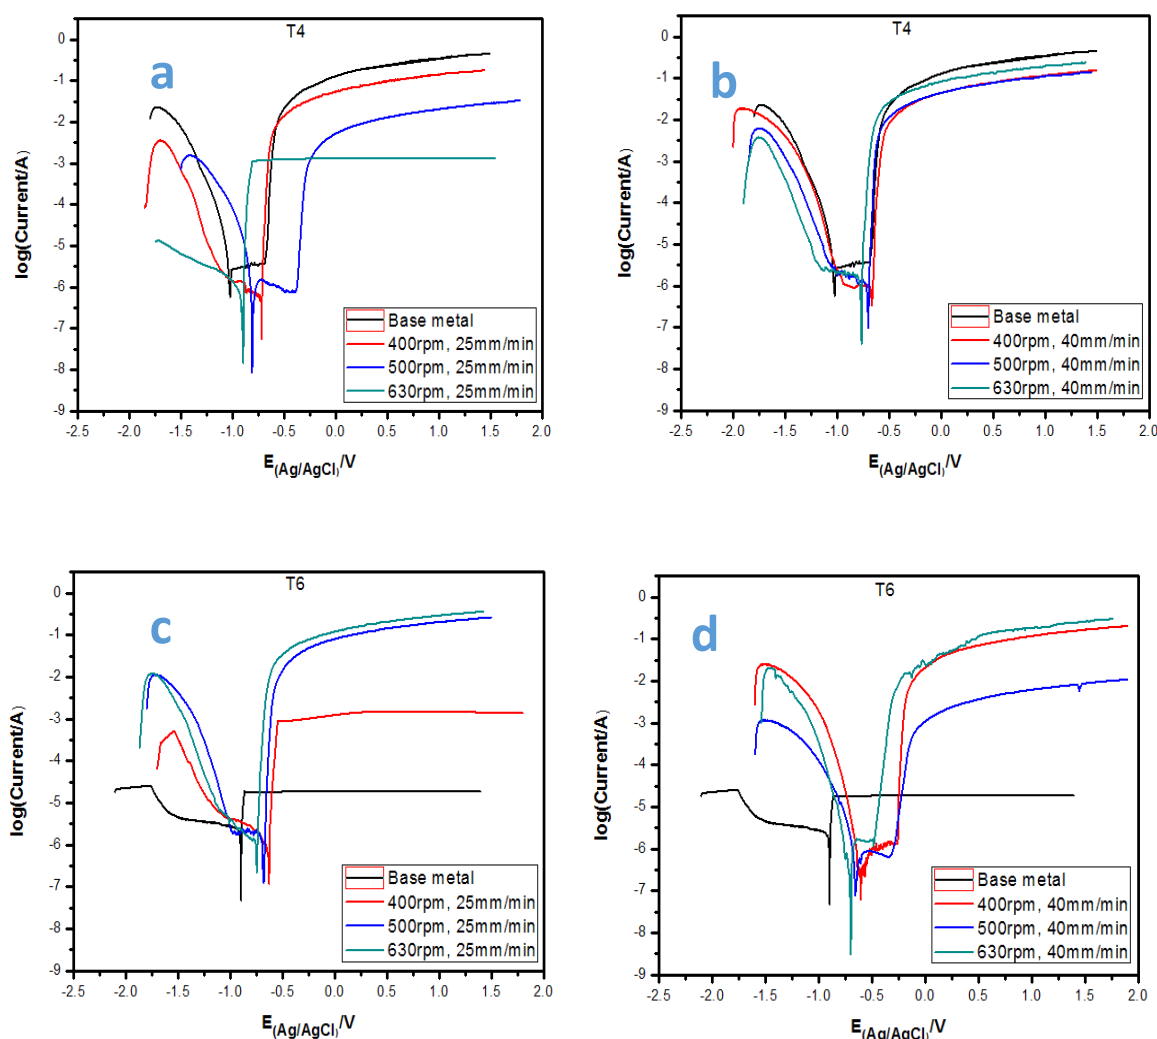 T4
a
log(Current/A)
0
-1
-2
-3
-4
-5
-6
-7
-8
-9
-2.5 -2.0 -1.5 -1.0 -0.5 0.0 0.5 1.0 1.5 2.0
E(Ag/AgCl)/V
Base metal
400rpm, 25mm/min
500rpm, 25mm/min
630rpm, 25mm/min
T4
b
log(Current/A)
0
-1
-2
-3
-4
-5
-6
-7
-8
-9
-2.5 -2.0 -1.5 -1.0 -0.5 0.0 0.5 1.0 1.5 2.0
E(Ag/AgCl)/V
Base metal
400rpm, 40mm/min
500rpm, 40mm/min
630rpm, 40mm/min
T6
c
log(Current/A)
0
-1
-2
-3
-4
-5
-6
-7
-8
-9
-2.5 -2.0 -1.5 -1.0 -0.5 0.0 0.5 1.0 1.5 2.0
E(Ag/AgCl)/V
Base metal
400rpm, 25mm/min
500rpm, 25mm/min
630rpm, 25mm/min
T6
d
log(Current/A)
0
-1
-2
-3
-4
-5
-6
-7
-8
-9
-2.5 -2.0 -1.5 -1.0 -0.5 0.0 0.5 1.0 1.5 2.0
E(Ag/AgCl)/V
Base metal
400rpm, 40mm/min
500rpm, 40mm/min
630rpm, 40mm/min